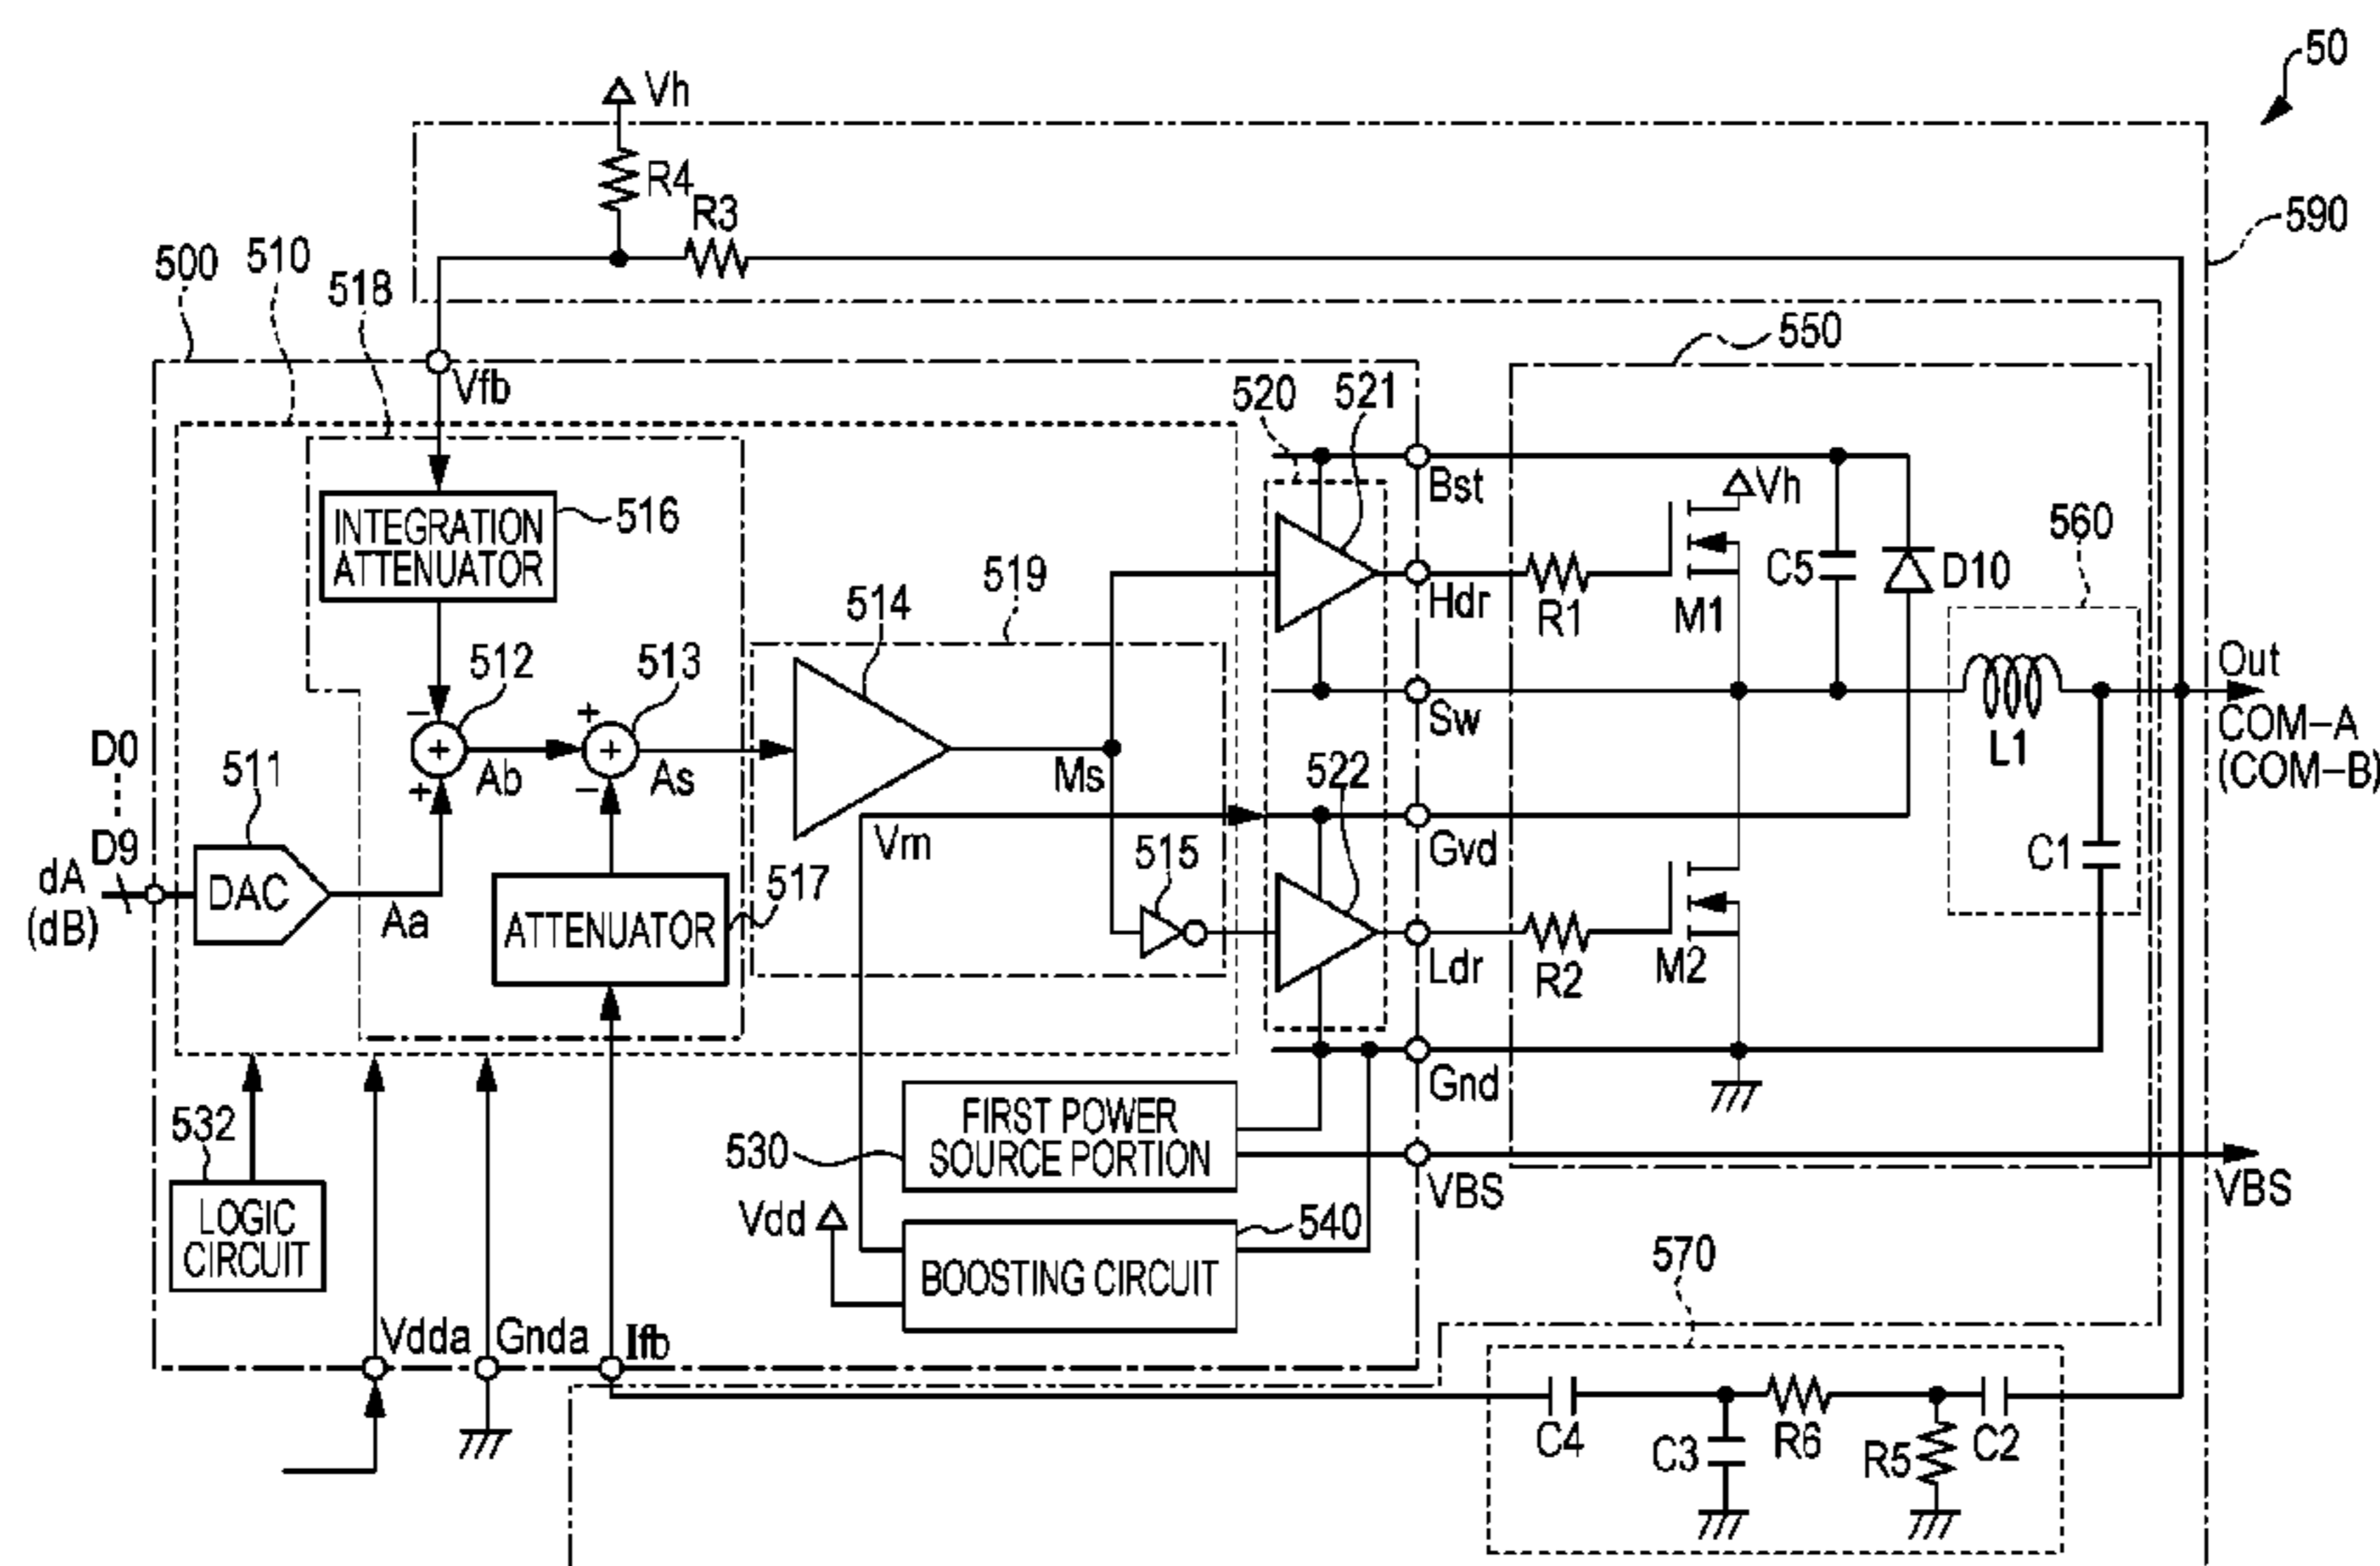 50
Vh
R4
R3
590
500
510
518
550
Vfb
520
521
Bst
Vh
INTEGRATION
ATTENUATOR
516
560
519
C5
D10
514
Hdr
R1
M1
512
513
Out
Sw
COM-A
(COM-B)
L1
D0
511
Ab
As
Ms
522
D9
Vm
515
Gvd
C1
dA
(dB)
DAC
Aa
517
ATTENUATOR
Ldr
R2
M2
Gnd
532
FIRST POWER
SOURCE PORTION
530
VBS
VBS
LOGIC
CIRCUIT
Vdd
540
BOOSTING CIRCUIT
570
Vdda
Gnda
Ifb
C4
C3
R6
R5
C2